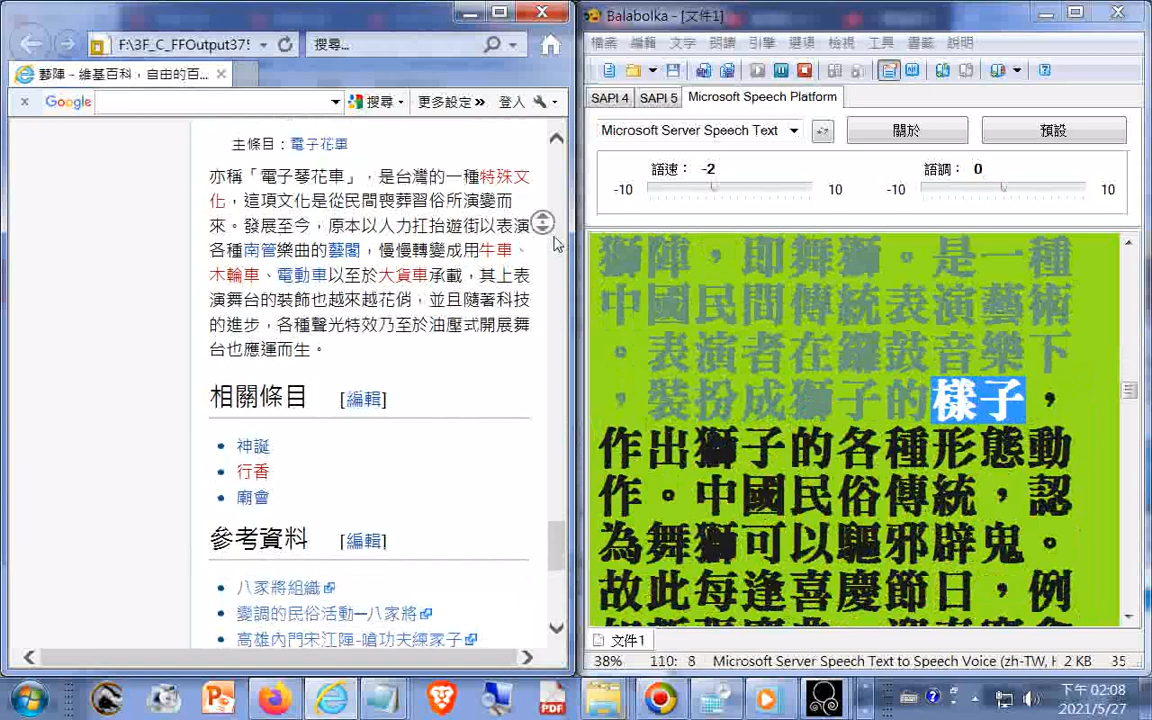 F:\3F_C_FFOutput375
搜尋...
藝陣 - 維基百科，自由的百...
Google
搜尋
更多設定 »
登入
主條目：電子花車
亦稱「電子琴花車」，是台灣的一種特殊文
化，這項文化是從民間喪葬習俗所演變而
來。發展至今，原本以人力扛抬遊街以表演
各種南管樂曲的藝閣，慢慢轉變成用牛車、
木輪車、電動車以至於大貨車承載，其上表
演舞台的裝飾也越來越花俏，並且隨著科技
的進步，各種聲光特效乃至於油壓式開展舞
台也應運而生。
相關條目 [編輯]
神誕
行香
廟會
參考資料 [編輯]
八家將組織
變調的民俗活動─八家將
高雄內門宋江陣-嗆功夫練家子
Balabolka - [文件1]
檔案 編輯 文字 朗讀 引擎 選項 檢視 工具 書籤 說明
SAPI 4 SAPI 5 Microsoft Speech Platform
Microsoft Server Speech Text
關於
預設
語速： -2
-10 10
語調： 0
-10 10
獅陣，即舞獅。是一種
中國民間傳統表演藝術
。表演者在鑼鼓音樂下
，裝扮成獅子的樣子，
作出獅子的各種形態動
作。中國民俗傳統，認
為舞獅可以驅邪辟鬼。
故此每逢喜慶節日，例
文件1
38% 110: 8 Microsoft Server Speech Text to Speech Voice (zh-TW, 2 KB 35
PDF
下午 02:08
2021/5/27